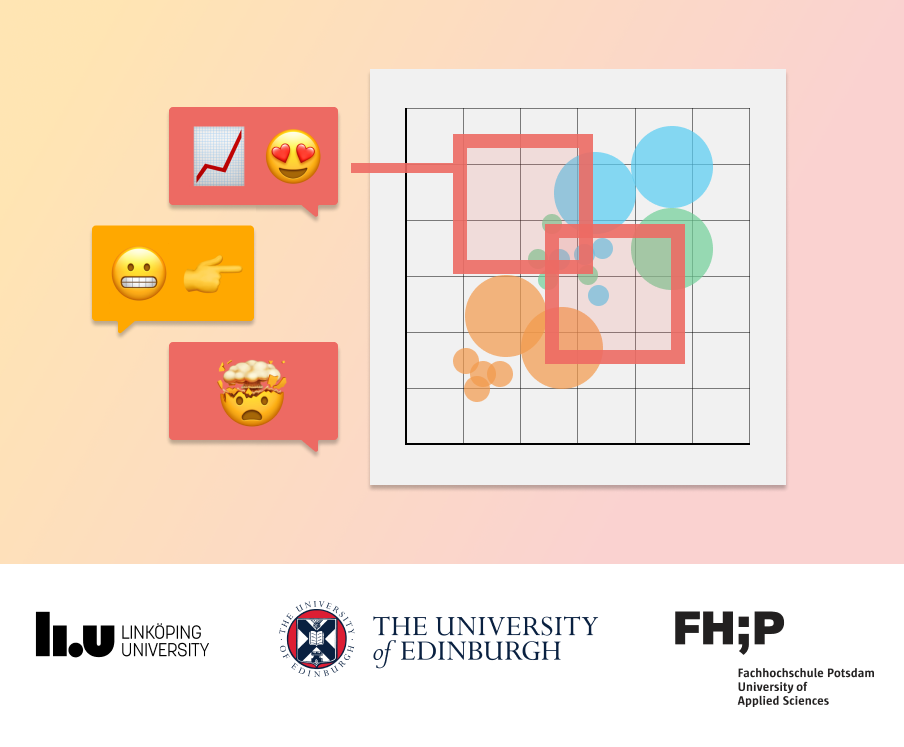 LINKÖPING
UNIVERSITY
THE UNIVERSITY
OF EDINBURGH
THE UNIVERSITY
of EDINBURGH
FH;P
Fachhochschule Potsdam
University of
Applied Sciences